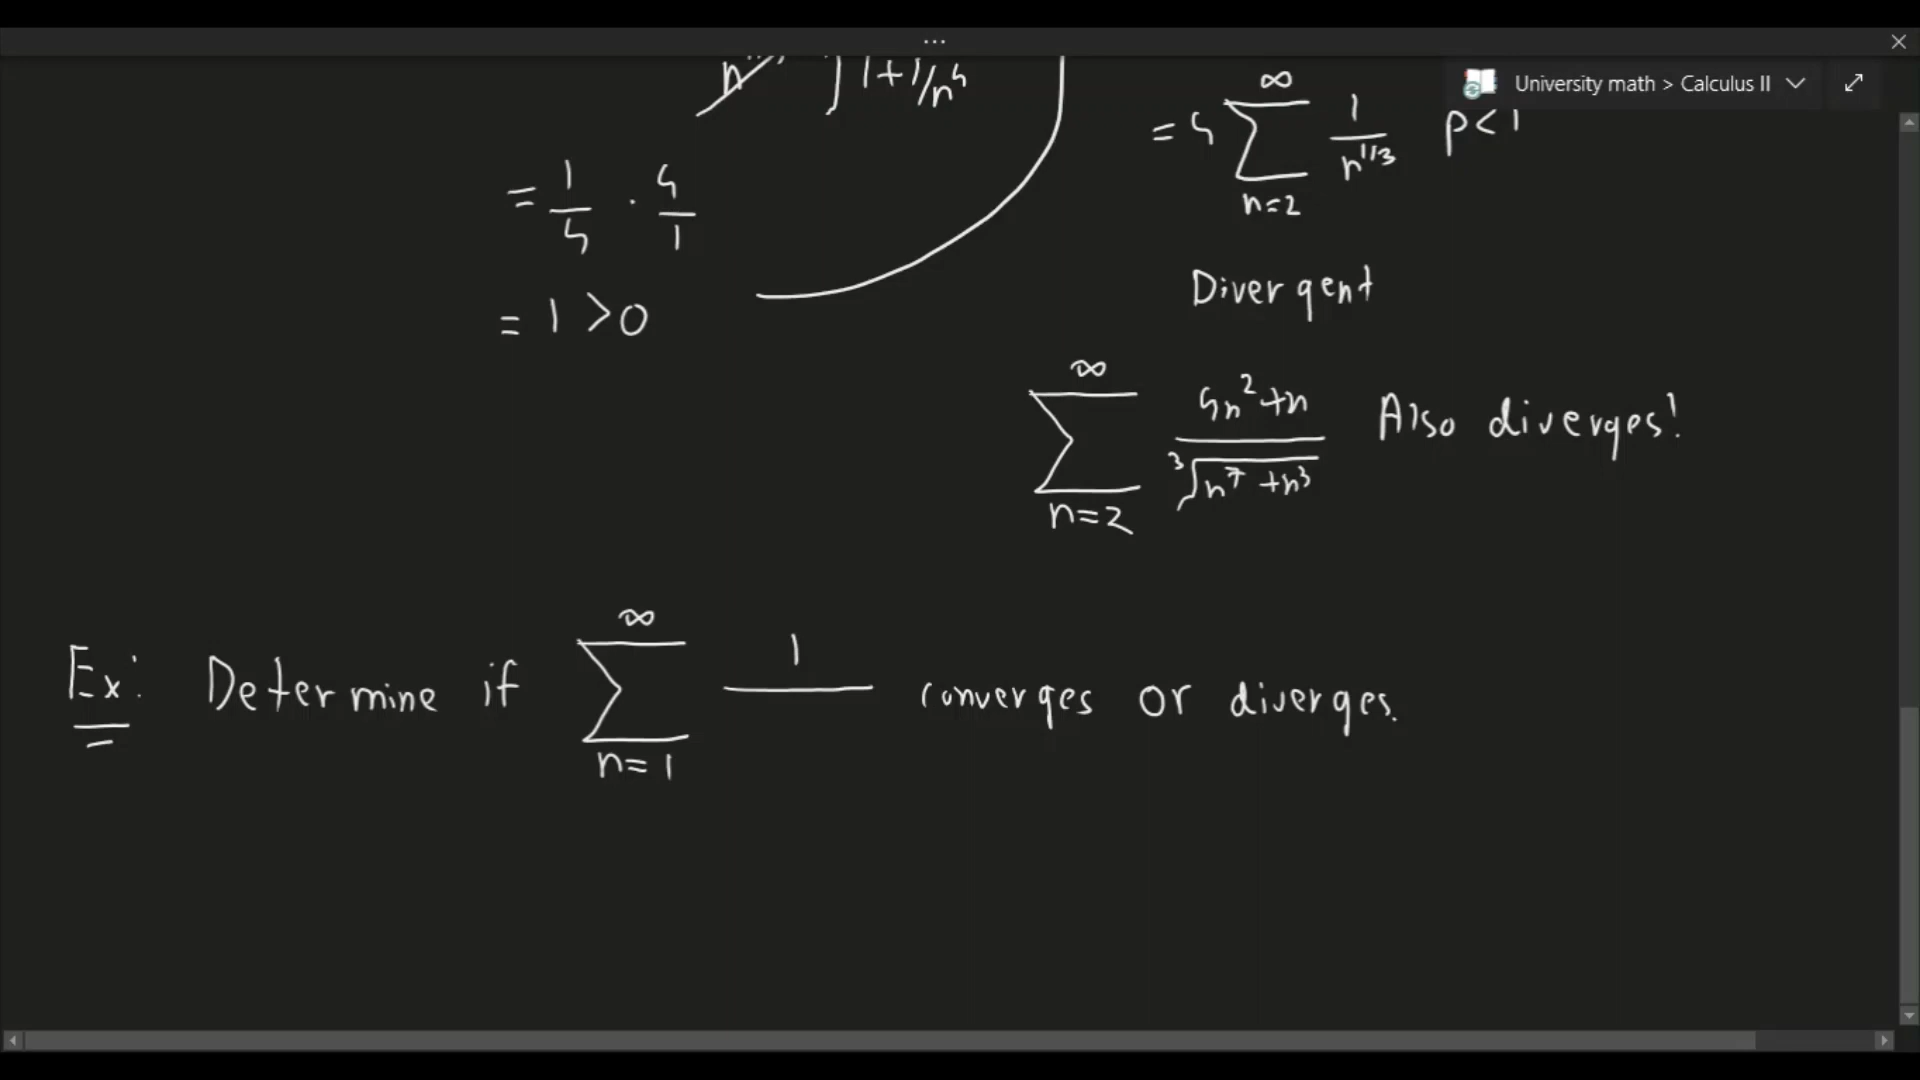 ...
University math > Calculus II
1+1/n⁴
= 4 ∑_{n=2}^{∞} 1/n^{1/3} p<1
= 1/4 · 4/1
= 1 > 0
Divergent
∑_{n=2}^{∞} (4n²+n)/∛(n⁷+n³) Also diverges!
Ex: Determine if ∑_{n=1}^{∞} 1/ converges or diverges.